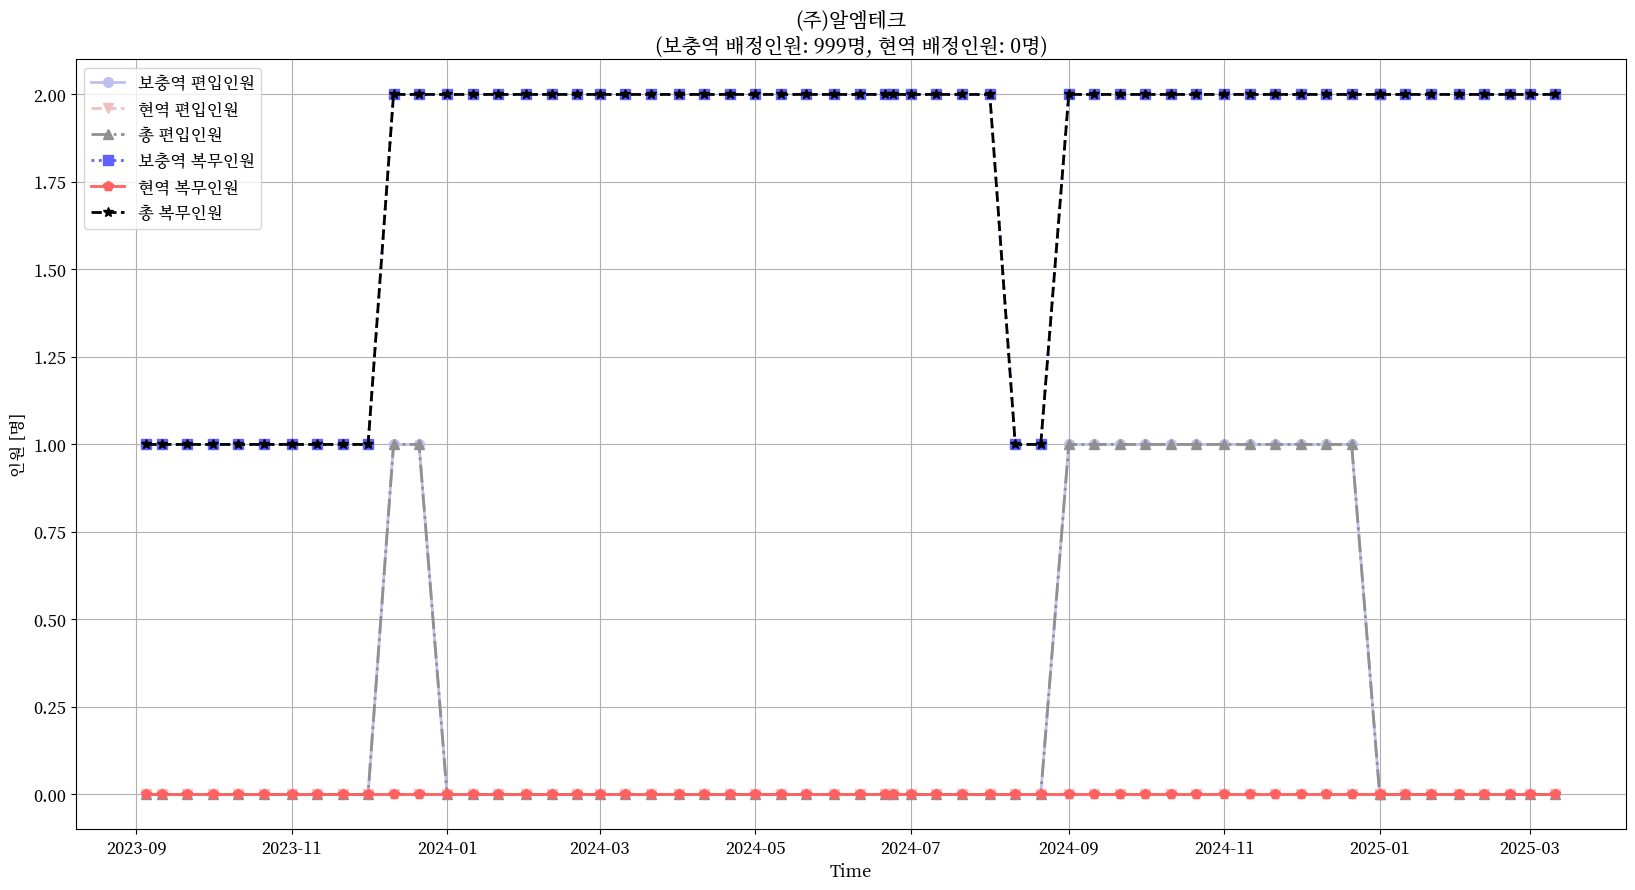 (주)알엠테크
(보충역 배정인원: 999명, 현역 배정인원: 0명)
보충역 편입인원
현역 편입인원
총 편입인원
보충역 복무인원
현역 복무인원
총 복무인원
2.00
1.75
1.50
1.25
1.00
0.75
0.50
0.25
0.00
인원 [명]
2023-09
2023-11
2024-01
2024-03
2024-05
2024-07
2024-09
2024-11
2025-01
2025-03
Time